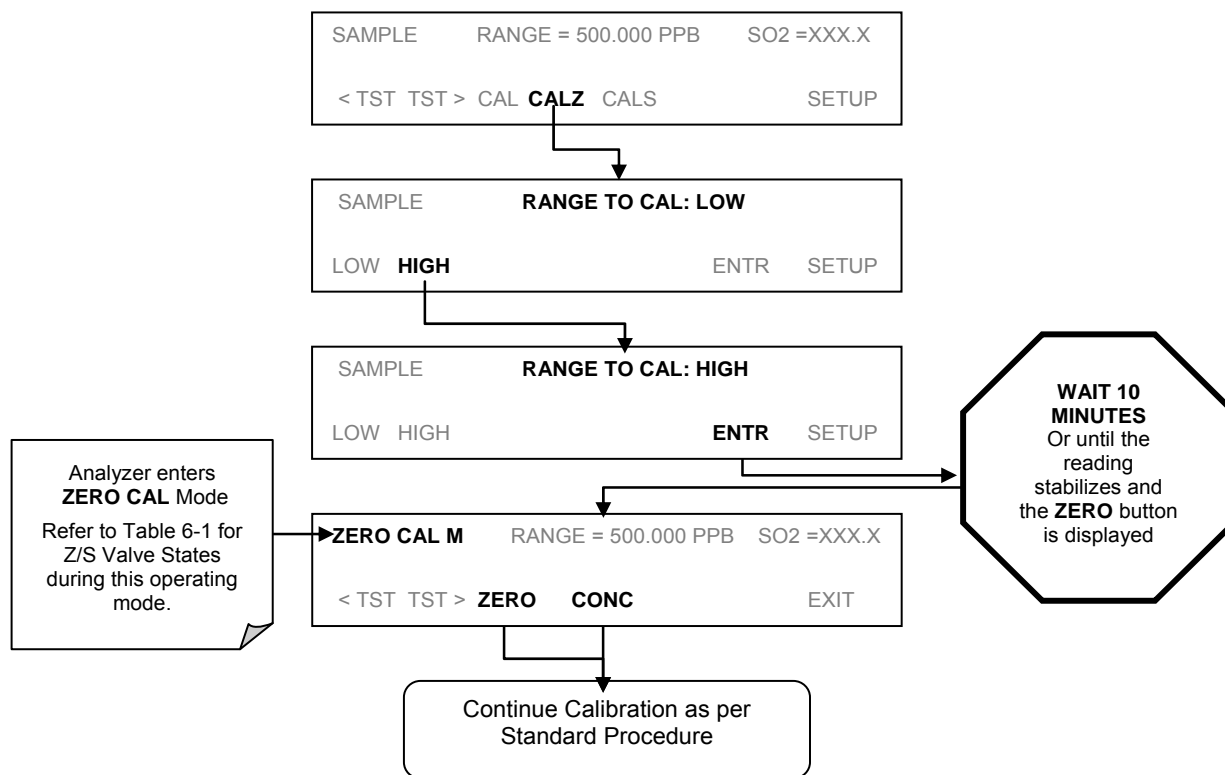 SAMPLE RANGE = 500.000 PPB SO2 =XXX.X
< TST TST > CAL CALZ CALS SETUP
SAMPLE RANGE TO CAL: LOW
LOW HIGH ENTR SETUP
SAMPLE RANGE TO CAL: HIGH
LOW HIGH ENTR SETUP
WAIT 10
MINUTES
Or until the
reading
stabilizes and
the ZERO button
is displayed
Analyzer enters
ZERO CAL Mode
Refer to Table 6-1 for
Z/S Valve States
during this operating
mode.
ZERO CAL M RANGE = 500.000 PPB SO2 =XXX.X
< TST TST > ZERO CONC EXIT
Continue Calibration as per
Standard Procedure